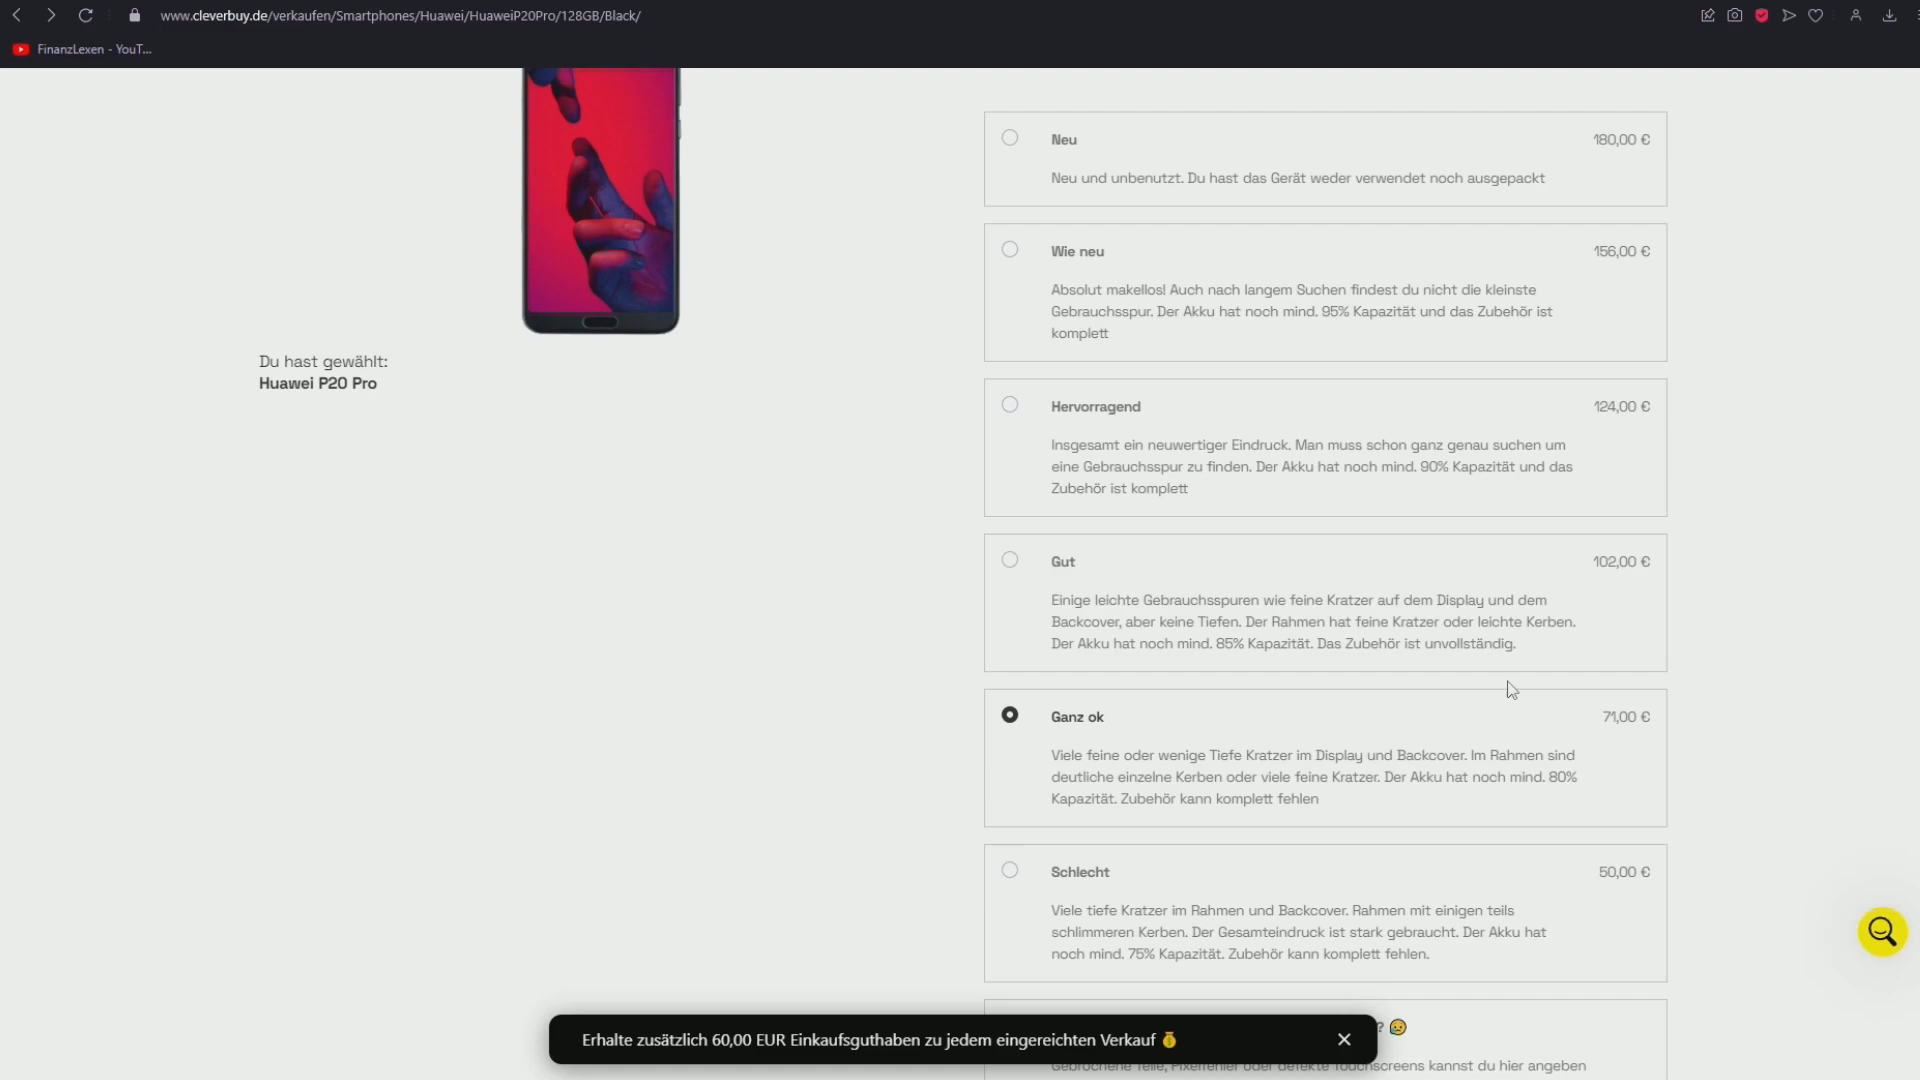 www.cleverbuy.de/verkaufen/Smartphones/Huawei/HuaweiP20Pro/128GB/Black/
FinanzLexen - YouT...
Du hast gewählt:
Huawei P20 Pro
Neu 180,00 €
Neu und unbenutzt. Du hast das Gerät weder verwendet noch ausgepackt
Wie neu 156,00 €
Absolut makellos! Auch nach langem Suchen findest du nicht die kleinste
Gebrauchsspur. Der Akku hat noch mind. 95% Kapazität und das Zubehör ist
komplett
Hervorragend 124,00 €
Insgesamt ein neuwertiger Eindruck. Man muss schon ganz genau suchen um
eine Gebrauchsspur zu finden. Der Akku hat noch mind. 90% Kapazität und das
Zubehör ist komplett
Gut 102,00 €
Einige leichte Gebrauchsspuren wie feine Kratzer auf dem Display und dem
Backcover, aber keine Tiefen. Der Rahmen hat feine Kratzer oder leichte Kerben.
Der Akku hat noch mind. 85% Kapazität. Das Zubehör ist unvollständig.
Ganz ok 71,00 €
Viele feine oder wenige Tiefe Kratzer im Display und Backcover. Im Rahmen sind
deutliche einzelne Kerben oder viele feine Kratzer. Der Akku hat noch mind. 80%
Kapazität. Zubehör kann komplett fehlen
Schlecht 50,00 €
Viele tiefe Kratzer im Rahmen und Backcover. Rahmen mit einigen teils
schlimmeren Kerben. Der Gesamteindruck ist stark gebraucht. Der Akku hat
noch mind. 75% Kapazität. Zubehör kann komplett fehlen.
? 😥
Erhalte zusätzlich 60,00 EUR Einkaufsguthaben zu jedem eingereichten Verkauf 💰
Gebrochene Teile, Pixelfehler oder defekte Touchscreens kannst du hier angeben